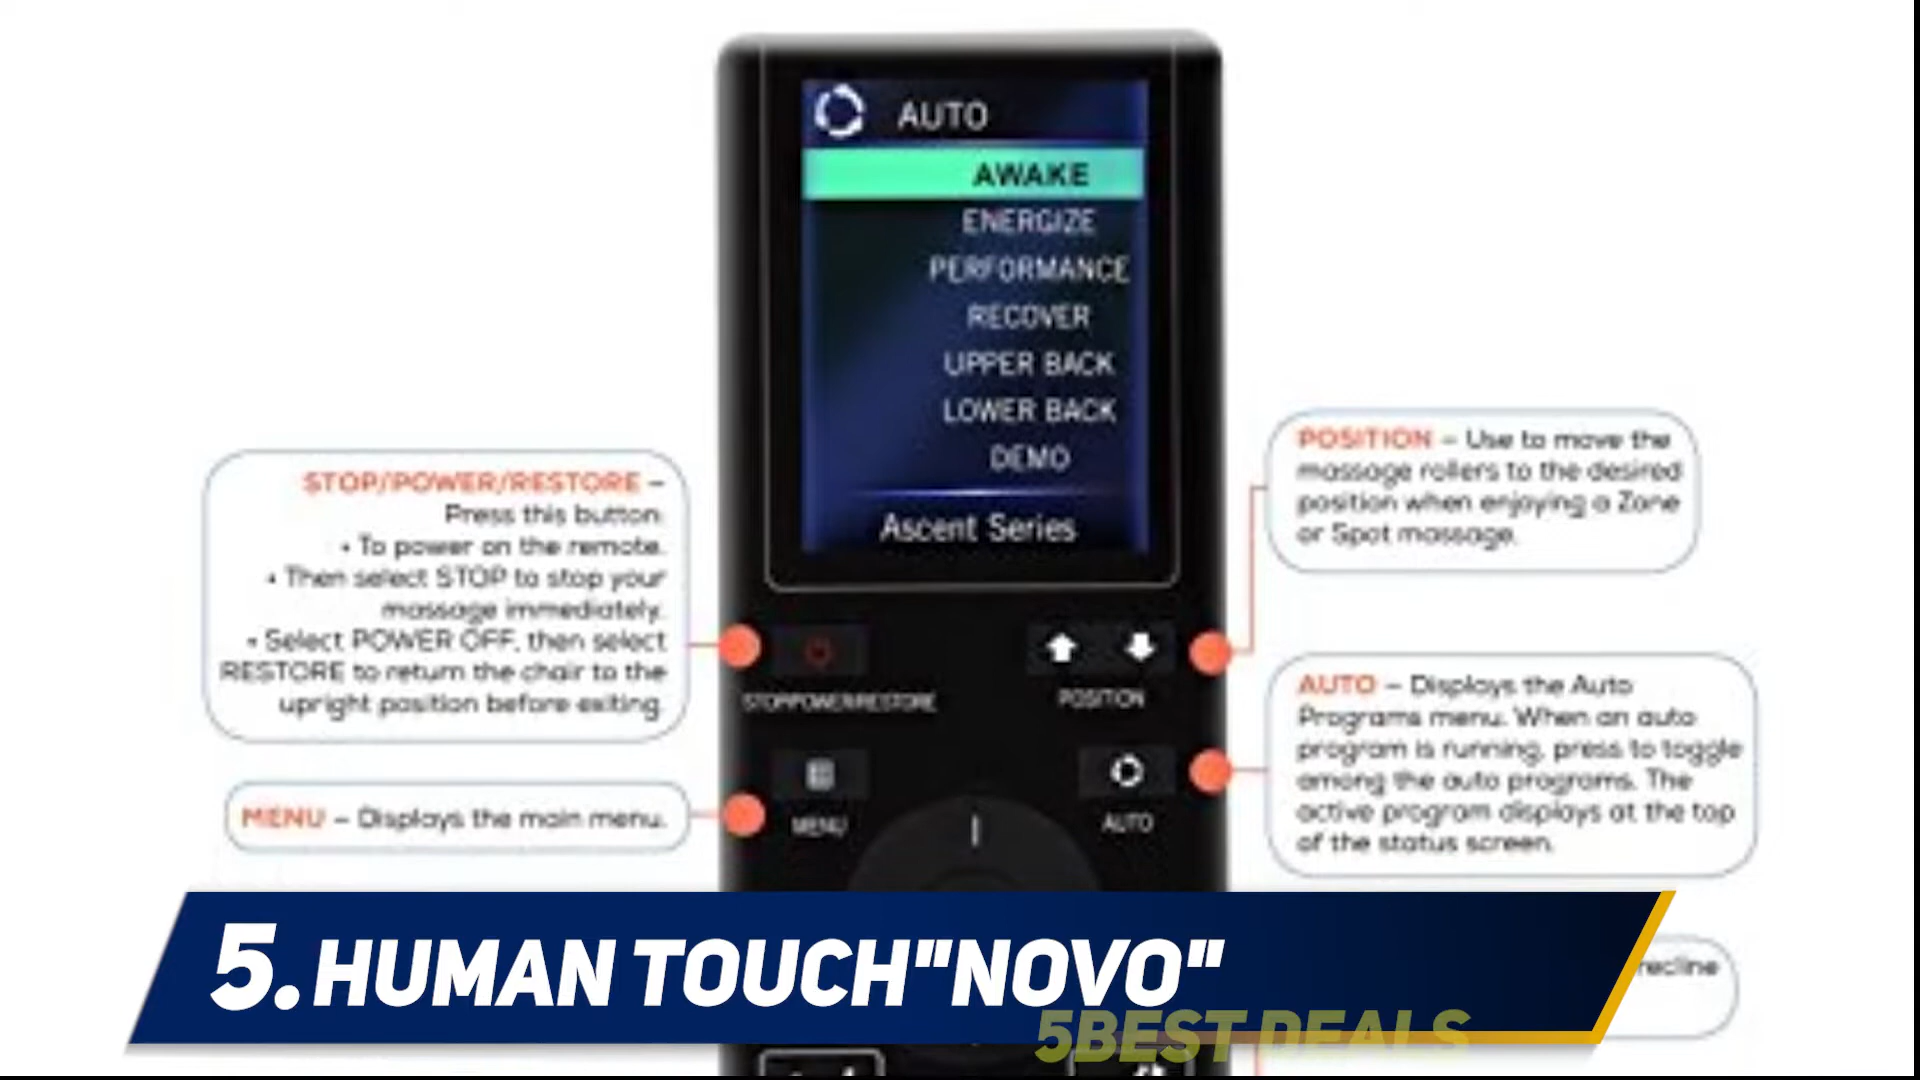 AUTO
AWAKE
ENERGIZE
PERFORMANCE
RECOVER
UPPER BACK
LOWER BACK
DEMO
Ascent Series
STOP/POWER/RESTORE –
Press this button:
• To power on the remote.
• Then select STOP to stop your
massage immediately.
• Select POWER OFF, then select
RESTORE to return the chair to the
upright position before exiting.
POSITION – Use to move the
massage rollers to the desired
position when enjoying a Zone
or Spot massage.
STOP/POWER/RESTORE
POSITION
MENU – Displays the main menu.
MENU
AUTO
AUTO – Displays the Auto
Programs menu. When an auto
program is running, press to toggle
among the auto programs. The
active program displays at the top
of the status screen.
recline
5. HUMAN TOUCH"NOVO"
5BEST DEALS